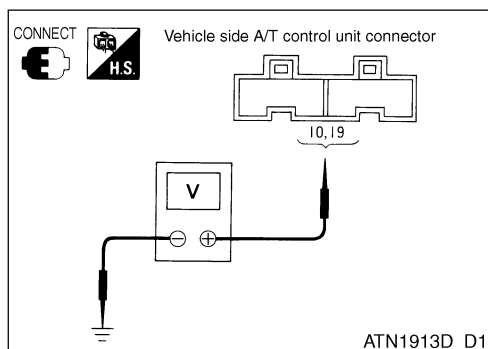 CONNECT
H.S.
Vehicle side A/T control unit connector
10, 19
V
ATN1913D D1